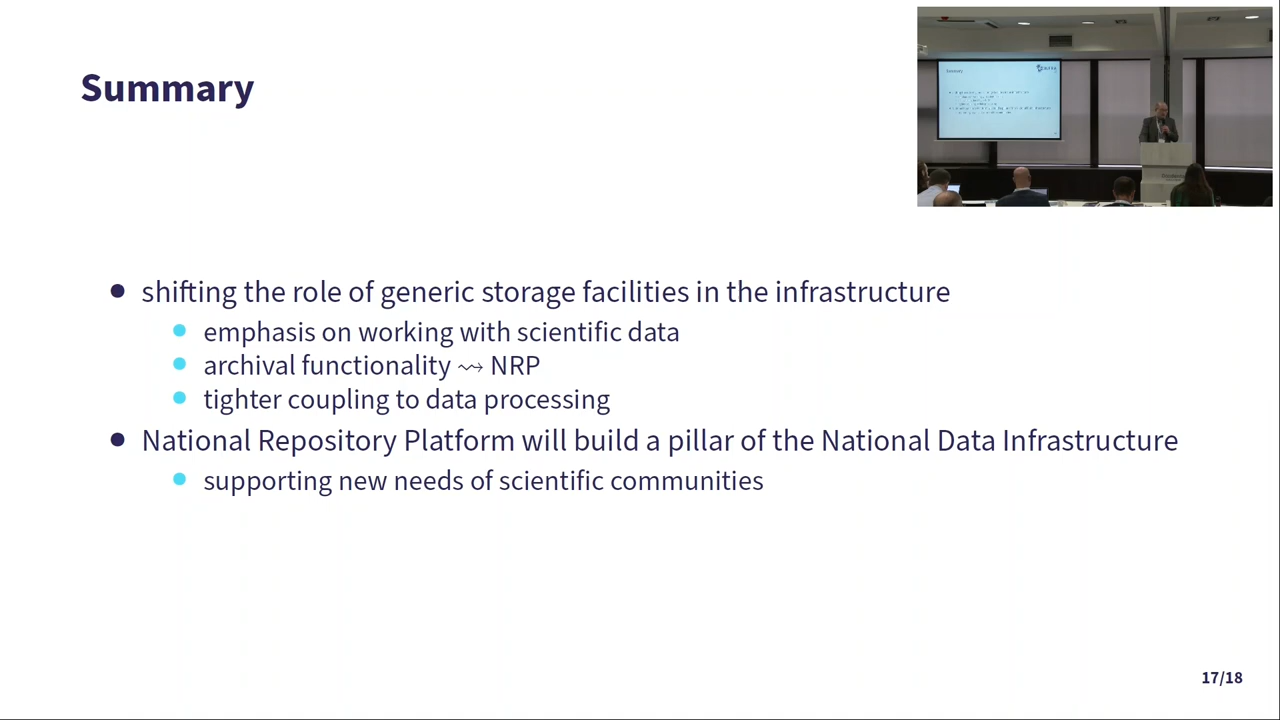 Summary
shifting the role of generic storage facilities in the infrastructure
emphasis on working with scientific data
archival functionality ⤳ NRP
tighter coupling to data processing
National Repository Platform will build a pillar of the National Data Infrastructure
supporting new needs of scientific communities
17/18